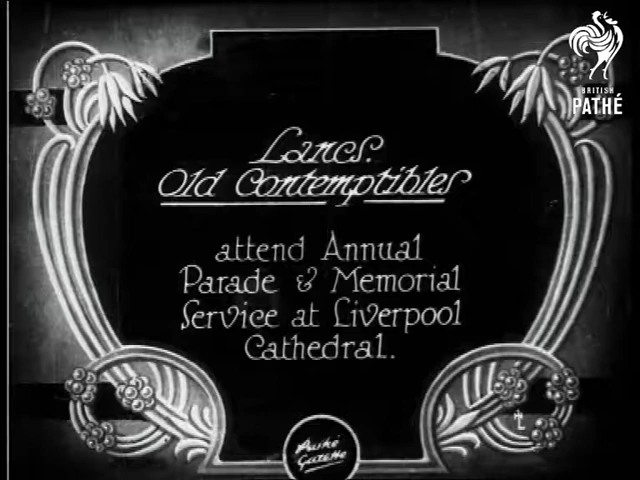 BRITISH
PATHÉ
Lancs.
Old Contemptibles
attend Annual
Parade & Memorial
Service at Liverpool
Cathedral..
Pathé
Gazette